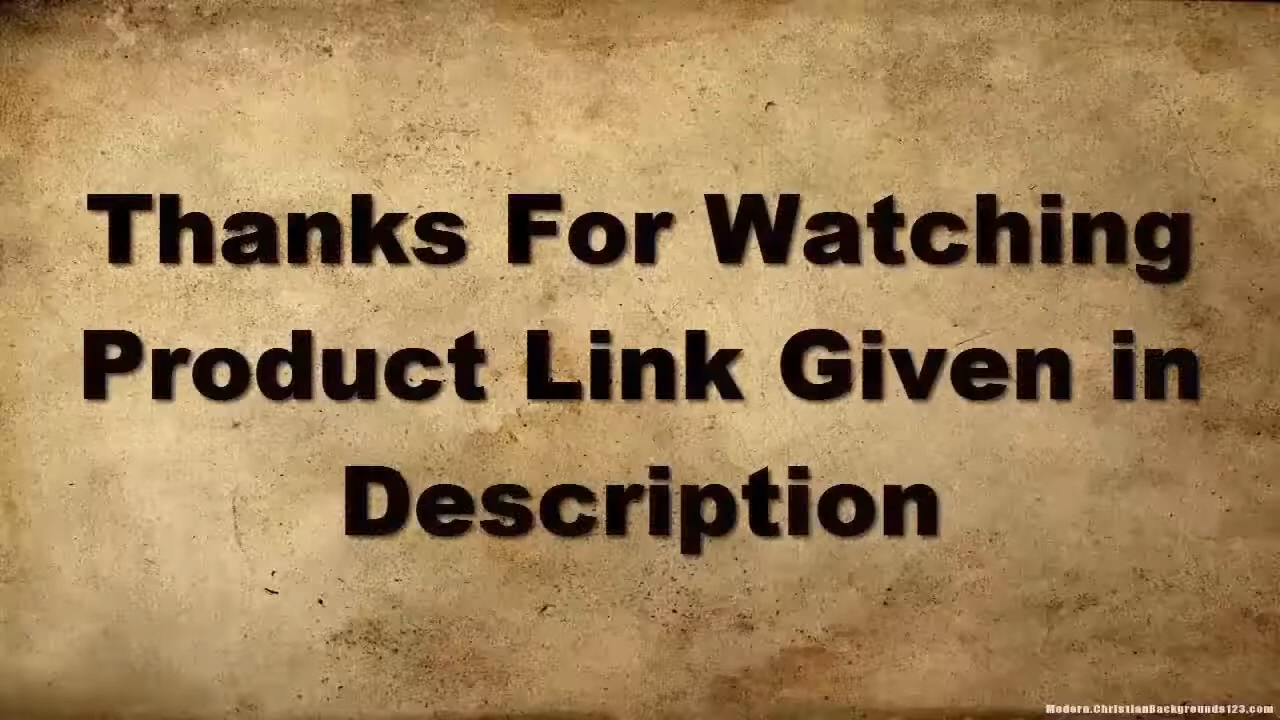 Thanks For Watching
Product Link Given in
Description
Modern.ChristianBackgrounds123.com